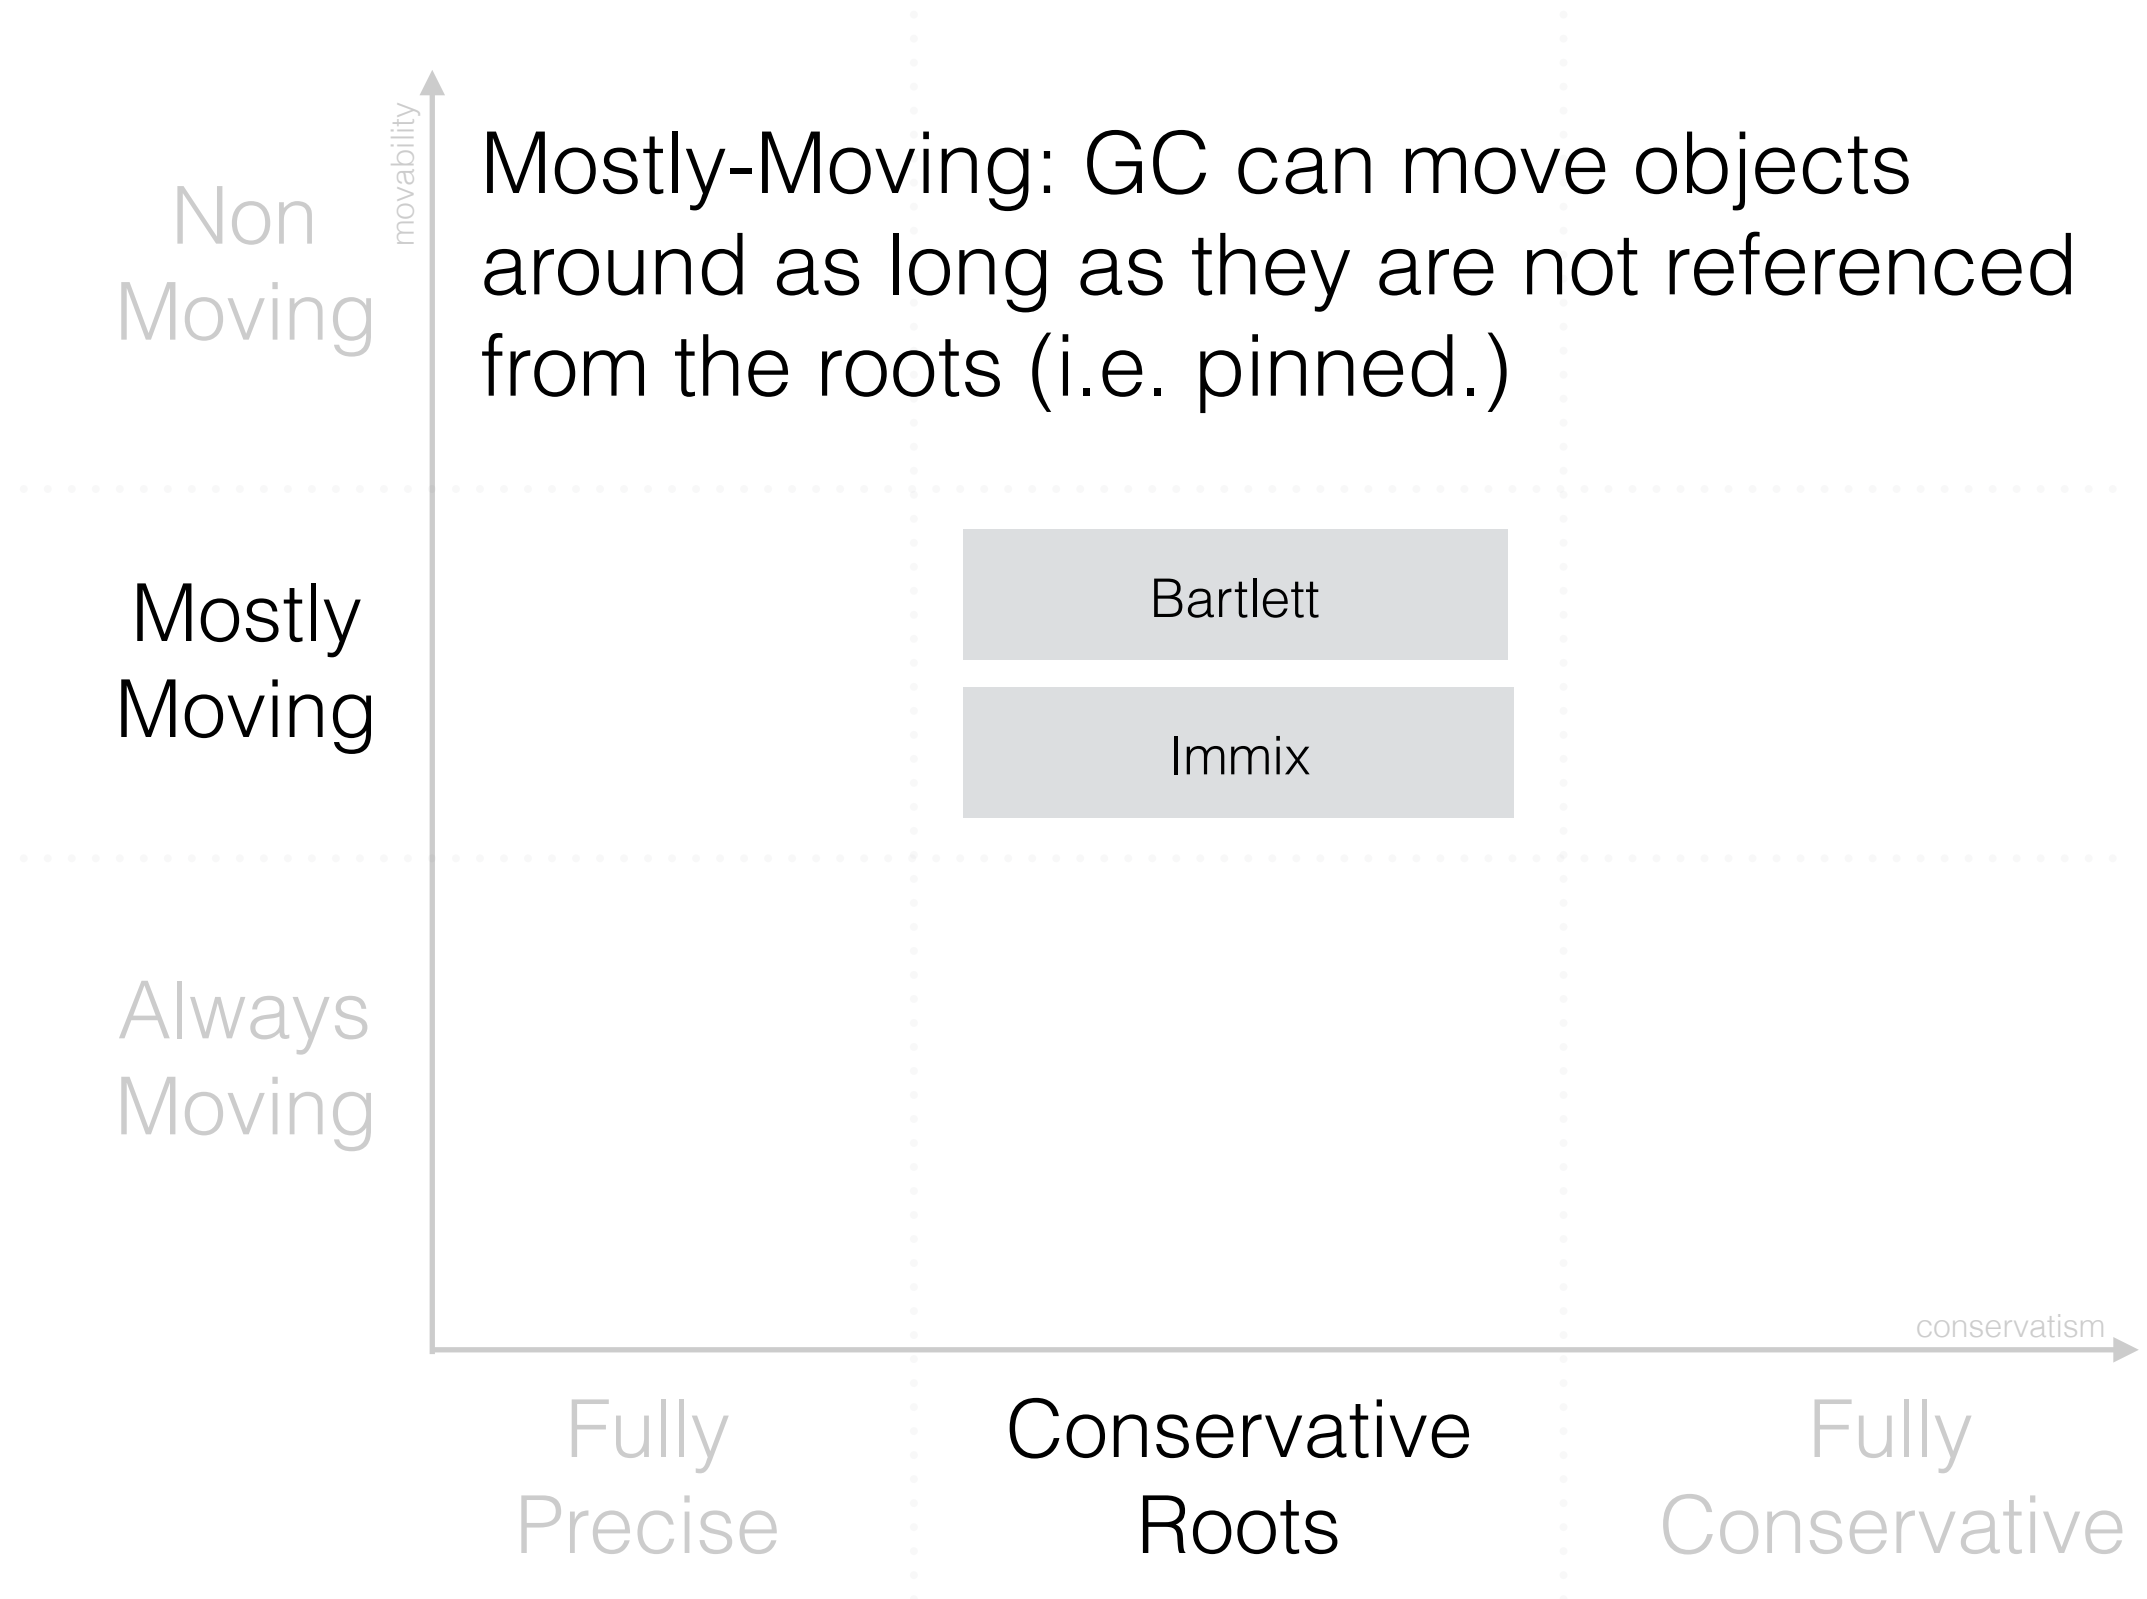 movability
Mostly-Moving: GC can move objects
around as long as they are not referenced
from the roots (i.e. pinned.)
Non
Moving
Mostly
Moving
Bartlett
Immix
Always
Moving
conservatism
Fully
Precise
Conservative
Roots
Fully
Conservative